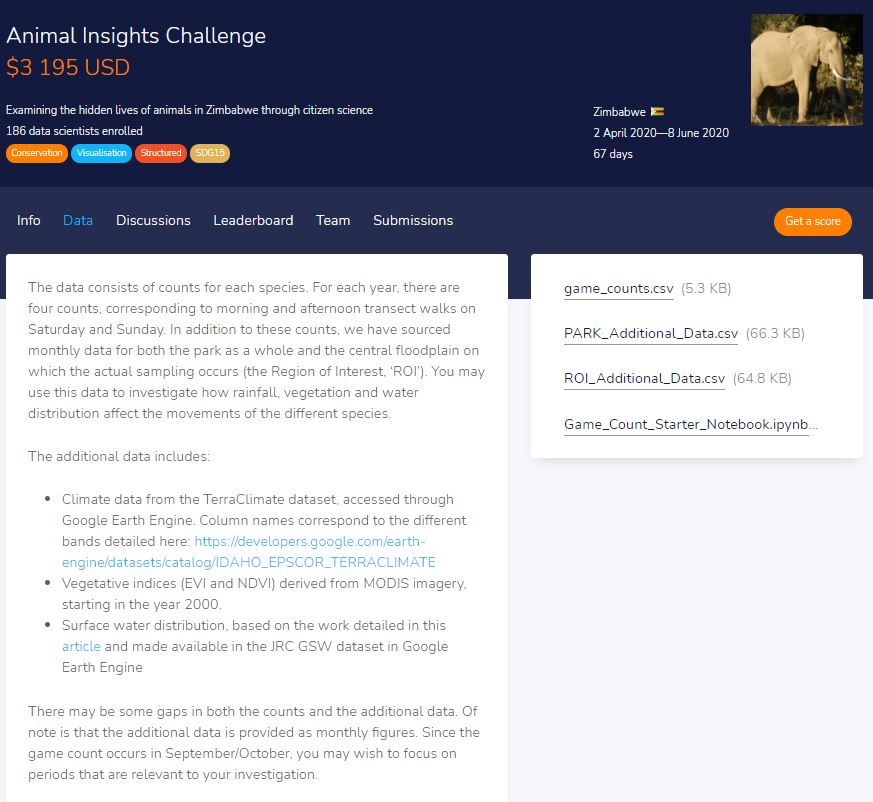 Animal Insights Challenge
$3 195 USD
Examining the hidden lives of animals in Zimbabwe through citizen science
186 data scientists enrolled
Conservation Visualisation Structured SDG15
Zimbabwe
2 April 2020—8 June 2020
67 days
Info Data Discussions Leaderboard Team Submissions
Get a score
The data consists of counts for each species. For each year, there are
four counts, corresponding to morning and afternoon transect walks on
Saturday and Sunday. In addition to these counts, we have sourced
monthly data for both the park as a whole and the central floodplain on
which the actual sampling occurs (the Region of Interest, ‘ROI’). You may
use this data to investigate how rainfall, vegetation and water
distribution affect the movements of the different species.
The additional data includes:
• Climate data from the TerraClimate dataset, accessed through
Google Earth Engine. Column names correspond to the different
bands detailed here: https://developers.google.com/earth-
engine/datasets/catalog/IDAHO_EPSCOR_TERRACLIMATE
• Vegetative indices (EVI and NDVI) derived from MODIS imagery,
starting in the year 2000.
• Surface water distribution, based on the work detailed in this
article and made available in the JRC GSW dataset in Google
Earth Engine
There may be some gaps in both the counts and the additional data. Of
note is that the additional data is provided as monthly figures. Since the
game count occurs in September/October, you may wish to focus on
periods that are relevant to your investigation.
game_counts.csv (5.3 KB)
PARK_Additional_Data.csv (66.3 KB)
ROI_Additional_Data.csv (64.8 KB)
Game_Count_Starter_Notebook.ipynb...